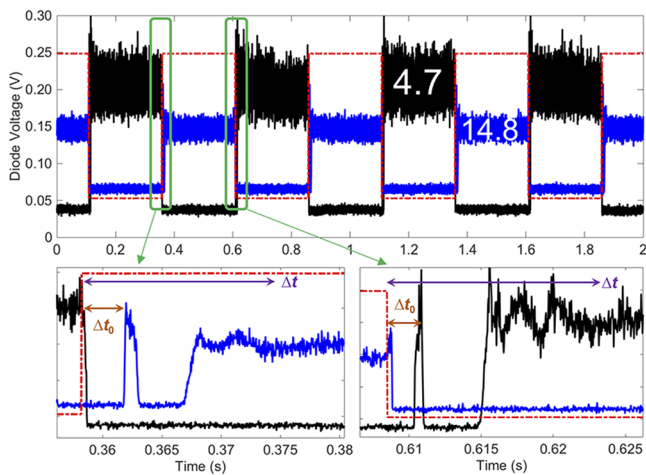 0.30
0.25
0.20
0.15
0.10
0.05
0
Diode Voltage (V)
4.7
14.8
0 0.2 0.4 0.6 0.8 1 1.2 1.4 1.6 1.8 2
Δt
Δt
Δt₀
Δt₀
0.36 0.365 0.37 0.375 0.38
0.61 0.615 0.62 0.625
Time (s)
Time (s)